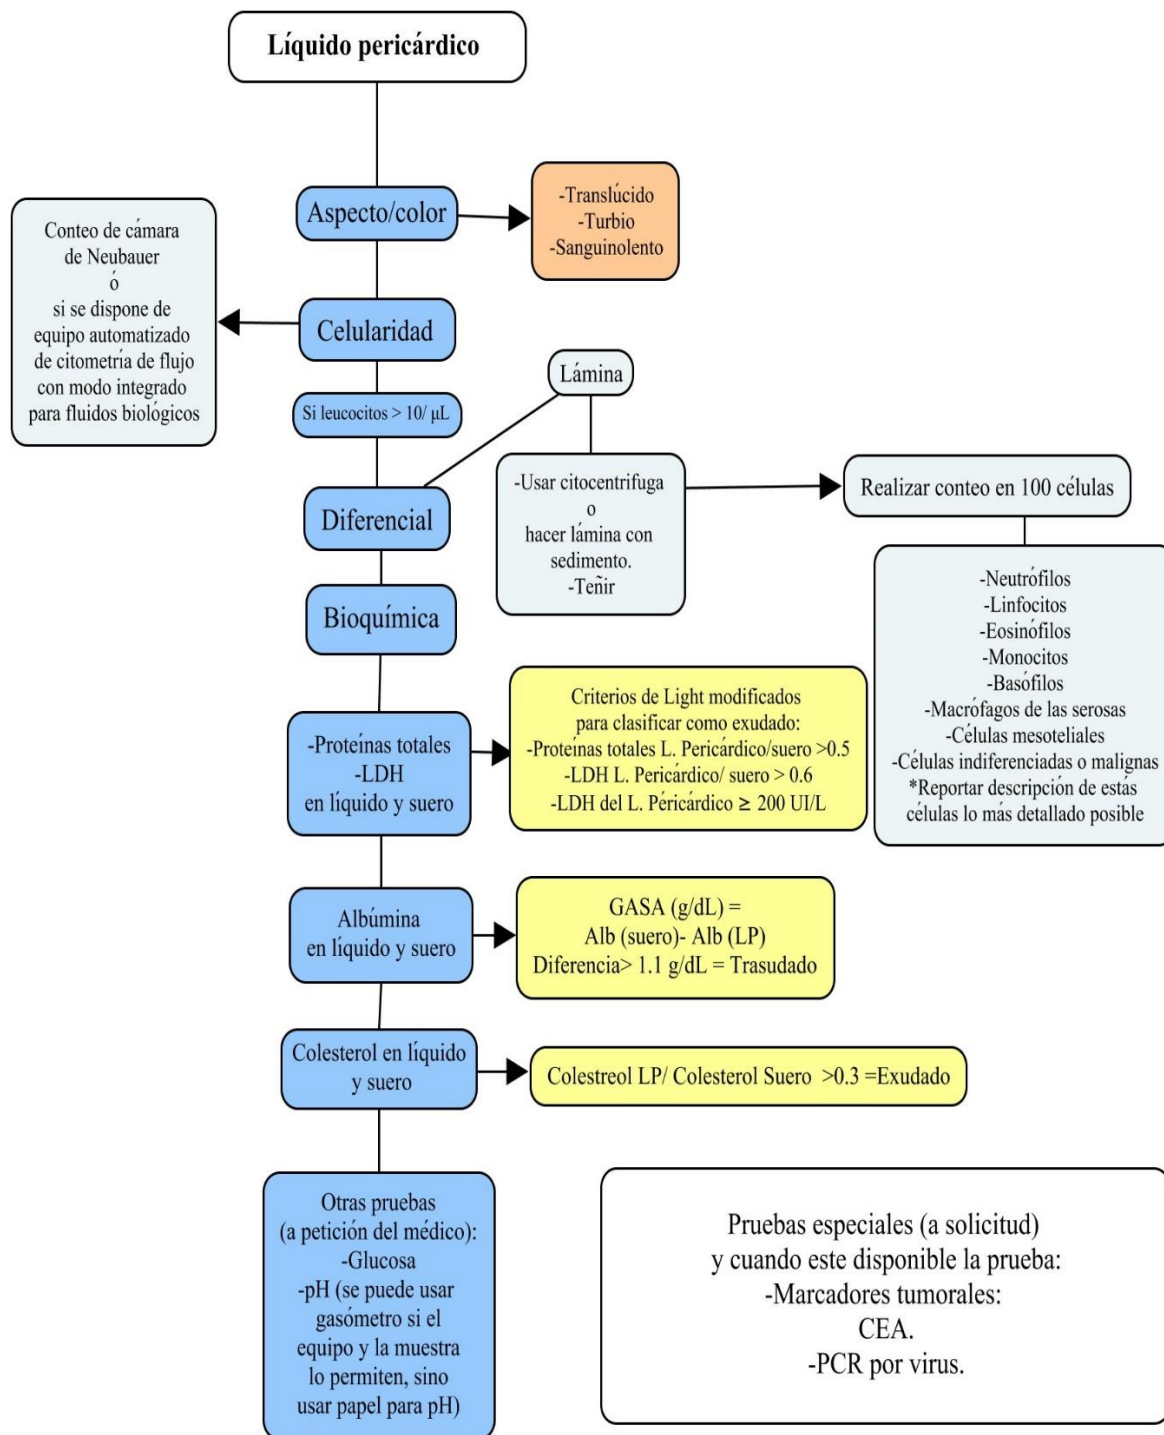 Líquido pericárdico
Aspecto/color
-Translúcido
-Turbio
-Sanguinolento
Conteo de cámara
de Neubauer
ó
si se dispone de
equipo automatizado
de citometría de flujo
con modo integrado
para fluidos biológicos
Celularidad
Si leucocitos > 10/ µL
Lámina
Diferencial
-Usar citocentrifuga
o
hacer lámina con
sedimento.
-Teñir
Realizar conteo en 100 células
-Neutrófilos
-Linfocitos
-Eosinófilos
-Monocitos
-Basófilos
-Macrófagos de las serosas
-Células mesoteliales
-Células indiferenciadas o malignas
*Reportar descripción de estás
células lo más detallado posible
Bioquímica
-Proteínas totales
-LDH
en líquido y suero
Criterios de Light modificados
para clasificar como exudado:
-Proteínas totales L. Pericárdico/suero >0.5
-LDH L. Pericárdico/ suero > 0.6
-LDH del L. Péricárdico ≥ 200 UI/L
Albúmina
en líquido y suero
GASA (g/dL) =
Alb (suero)- Alb (LP)
Diferencia> 1.1 g/dL = Trasudado
Colesterol en líquido
y suero
Colestreol LP/ Colesterol Suero >0.3 =Exudado
Otras pruebas
(a petición del médico):
-Glucosa
-pH (se puede usar
gasómetro si el
equipo y la muestra
lo permiten, sino
usar papel para pH)
Pruebas especiales (a solicitud)
y cuando este disponible la prueba:
-Marcadores tumorales:
CEA.
-PCR por virus.